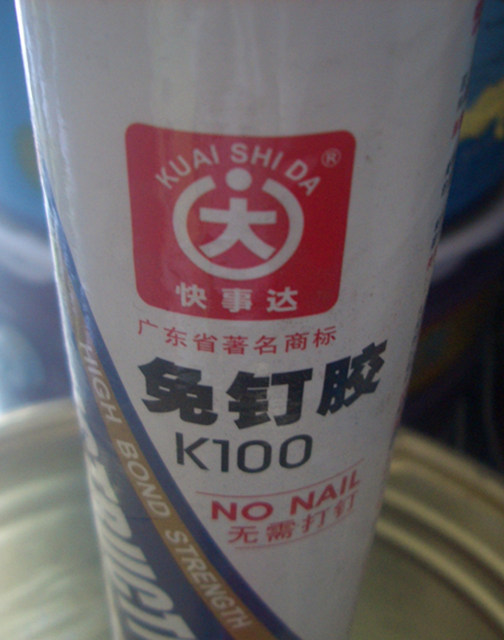 KUAI SHI DA ®
大
快事达
广东省著名商标
免钉胶
K100
NO NAIL
无需打钉
HIGH BOND STRENGTH